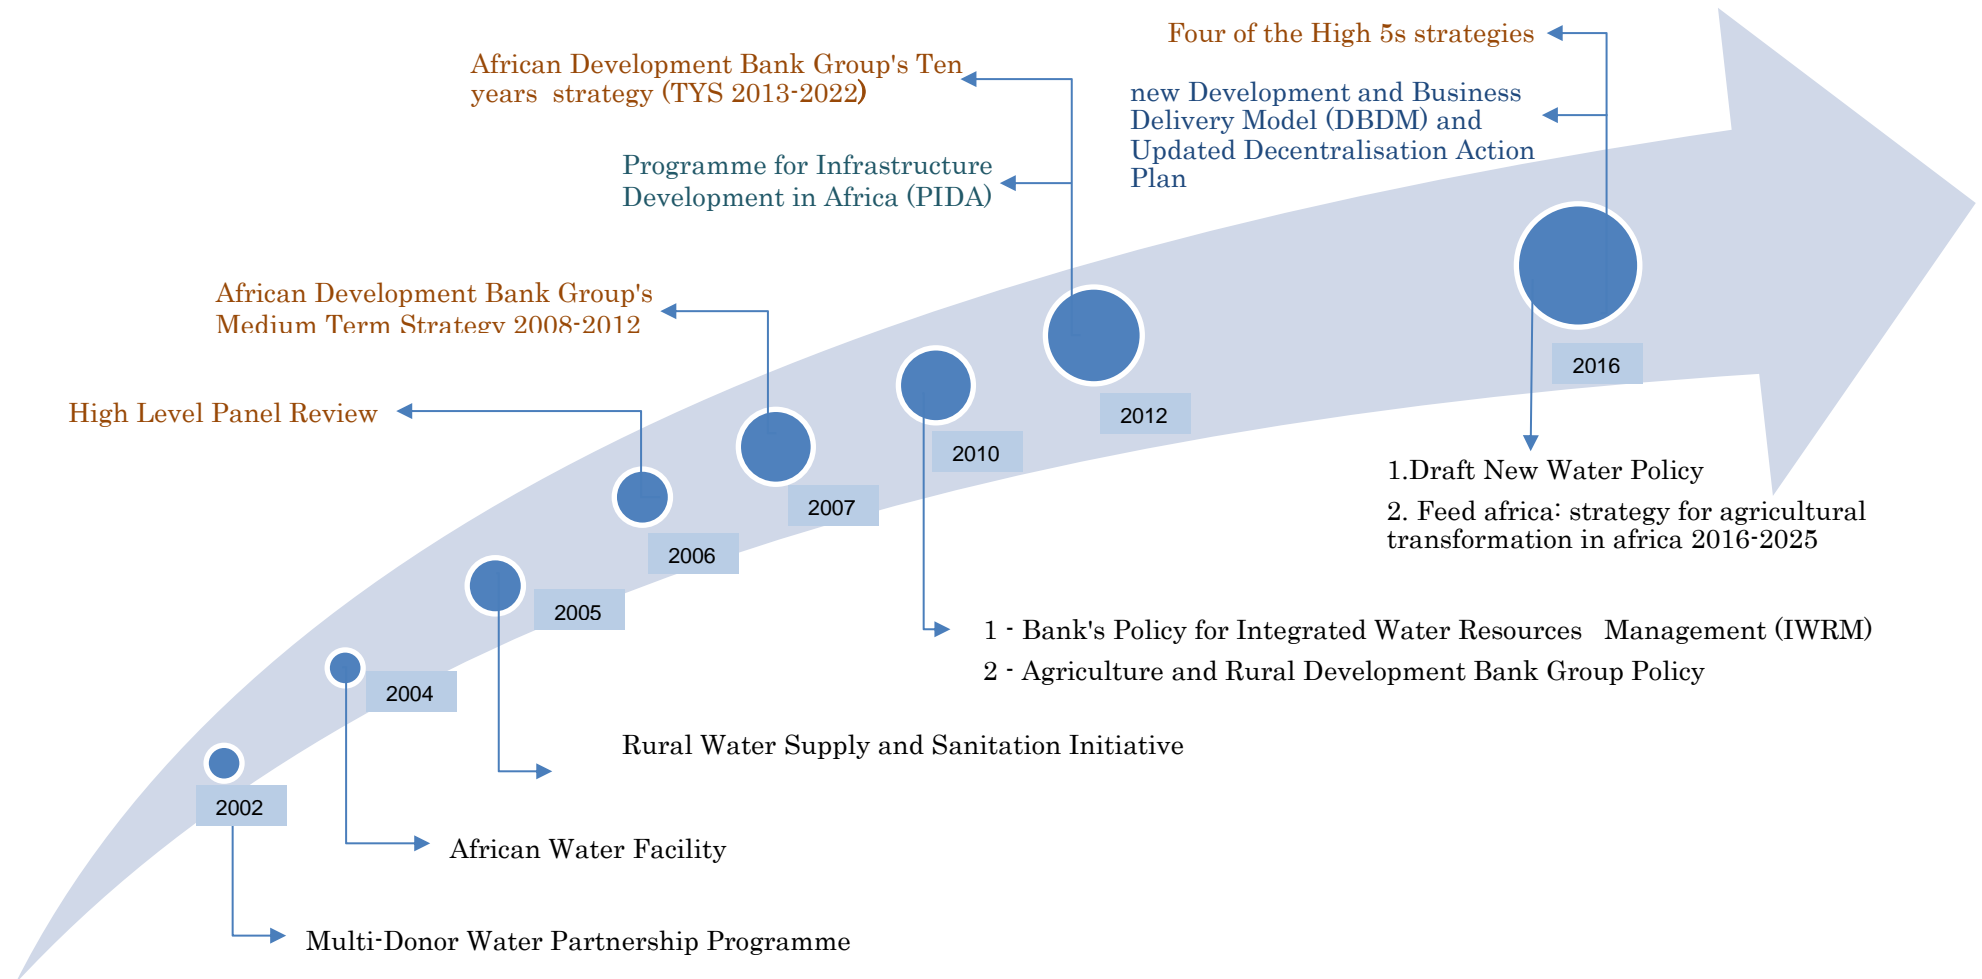 Four of the High 5s strategies
African Development Bank Group's Ten
years strategy (TYS 2013-2022)
new Development and Business
Delivery Model (DBDM) and
Updated Decentralisation Action
Plan
Programme for Infrastructure
Development in Africa (PIDA)
African Development Bank Group's
Medium Term Strategy 2008-2012
High Level Panel Review
2016
2012
2010
2007
2006
2005
2004
2002
1.Draft New Water Policy
2. Feed africa: strategy for agricultural
transformation in africa 2016-2025
1 - Bank's Policy for Integrated Water Resources Management (IWRM)
2 - Agriculture and Rural Development Bank Group Policy
Rural Water Supply and Sanitation Initiative
African Water Facility
Multi-Donor Water Partnership Programme